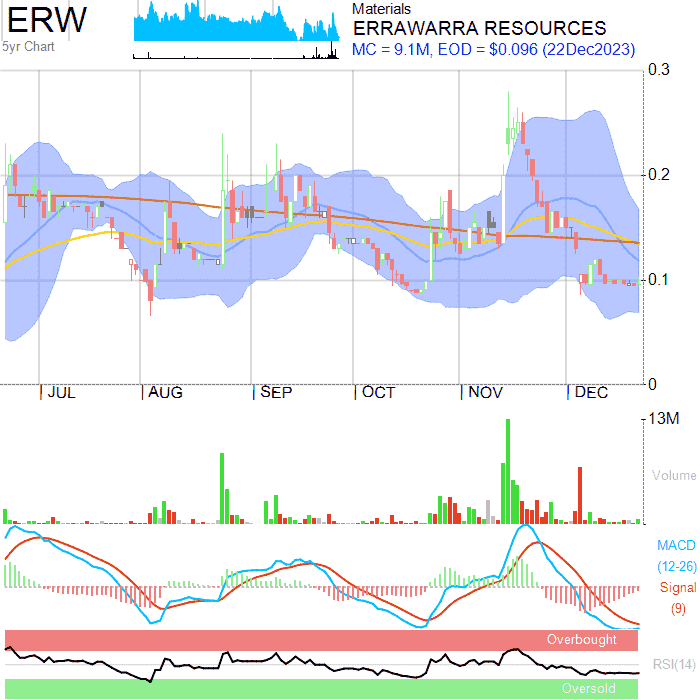 ERW
5yr Chart
Materials
ERRAWARRA RESOURCES
MC = 9.1M, EOD = $0.096 (22Dec2023)
0.3
0.2
0.1
0
JUL AUG SEP OCT NOV DEC
13M
Volume
MACD
(12-26)
Signal
(9)
Overbought
RSI(14)
Oversold